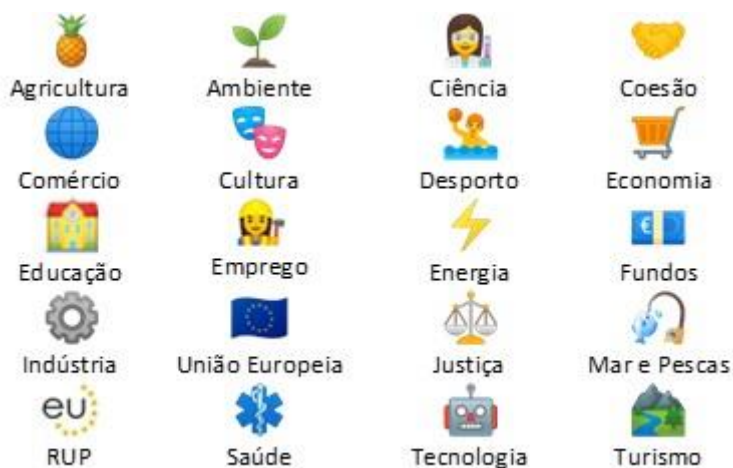 Agricultura
Ambiente
Ciência
Coesão
Comércio
Cultura
Desporto
Economia
Educação
Emprego
Energia
Fundos
Indústria
União Europeia
Justiça
Mar e Pescas
eu
RUP
Saúde
Tecnologia
Turismo